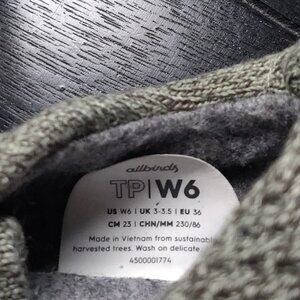 allbirds
TP|W6
US W6 | UK 3-3.5 | EU 36
CM 23 | CHN/MM 230/86
Made in Vietnam from sustainably
harvested trees. Wash on delicate
4500001774